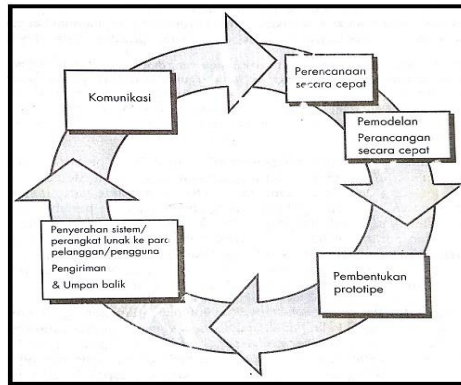 Komunikasi
Perencanaan
secara cepat
Pemodelan
Perancangan
secara cepat
Pembentukan
prototipe
Penyerahan sistem/
perangkat lunak ke para
pelanggan/pengguna
Pengiriman
& Umpan balik